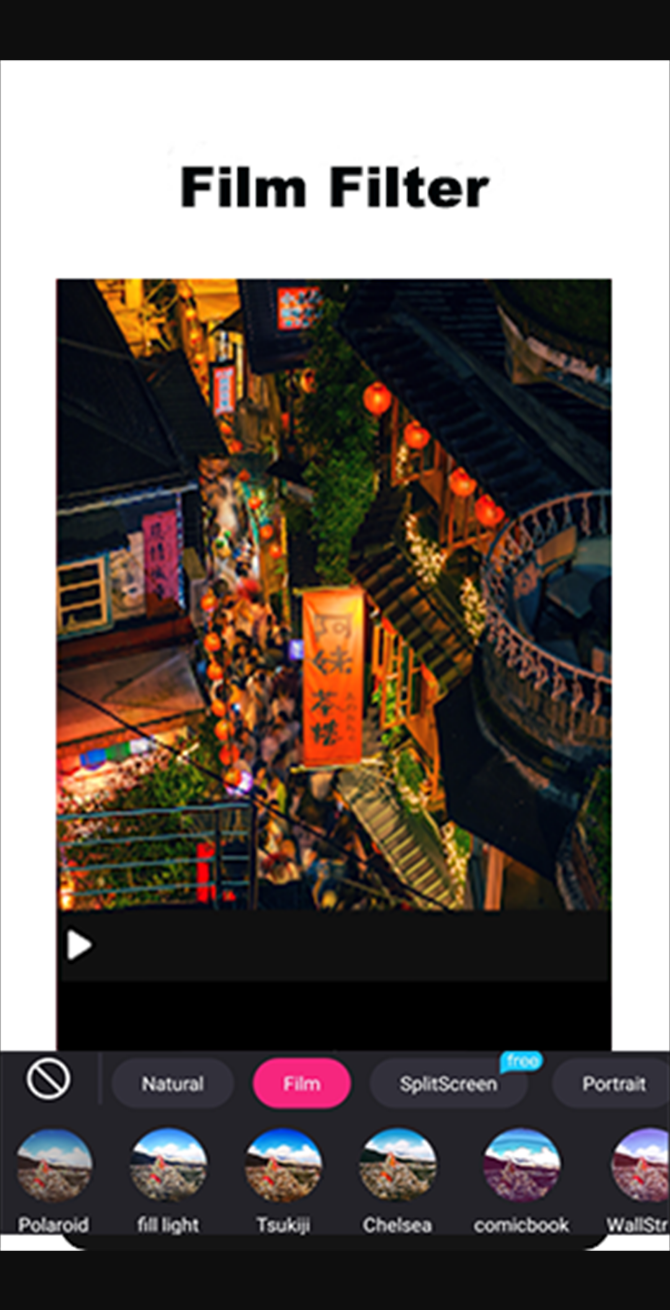 Film Filter
阿
妹
茶
樓
free
Natural
Film
SplitScreen
Portrait
Polaroid
fill light
Tsukiji
Chelsea
comicbook
WallStr